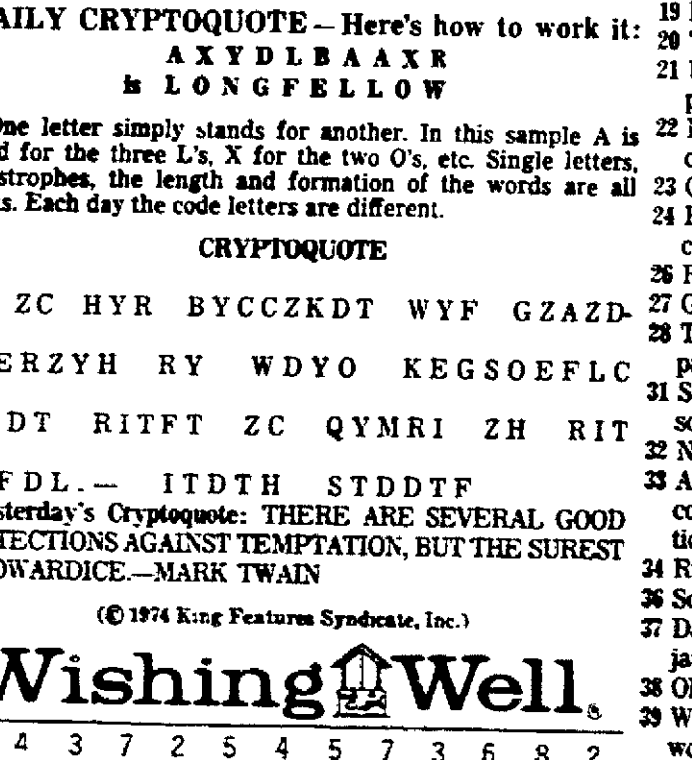 AILY CRYPTOQUOTE – Here's how to work it:
A X Y D L B A A X R
is L O N G F E L L O W
One letter simply stands for another. In this sample A is
d for the three L's, X for the two O's, etc. Single letters,
strophes, the length and formation of the words are all
s. Each day the code letters are different.
CRYPTOQUOTE
ZC HYR BYCCZKDT WYF GZAZD-
ERZYH RY WDYO KEGSOEFLC
DT RITFT ZC QYMRI ZH RIT
FDL.— ITDTH STDDTF
sterday's Cryptoquote: THERE ARE SEVERAL GOOD
TECTIONS AGAINST TEMPTATION, BUT THE SUREST
OWARDICE.—MARK TWAIN
(© 1974 King Features Syndicate, Inc.)
Wishing Well®
4 3 7 2 5 4 5 7 3 6 8 2
19
20
21
22
23
24
26
27
28
31
32
33
34
36
37
38
39